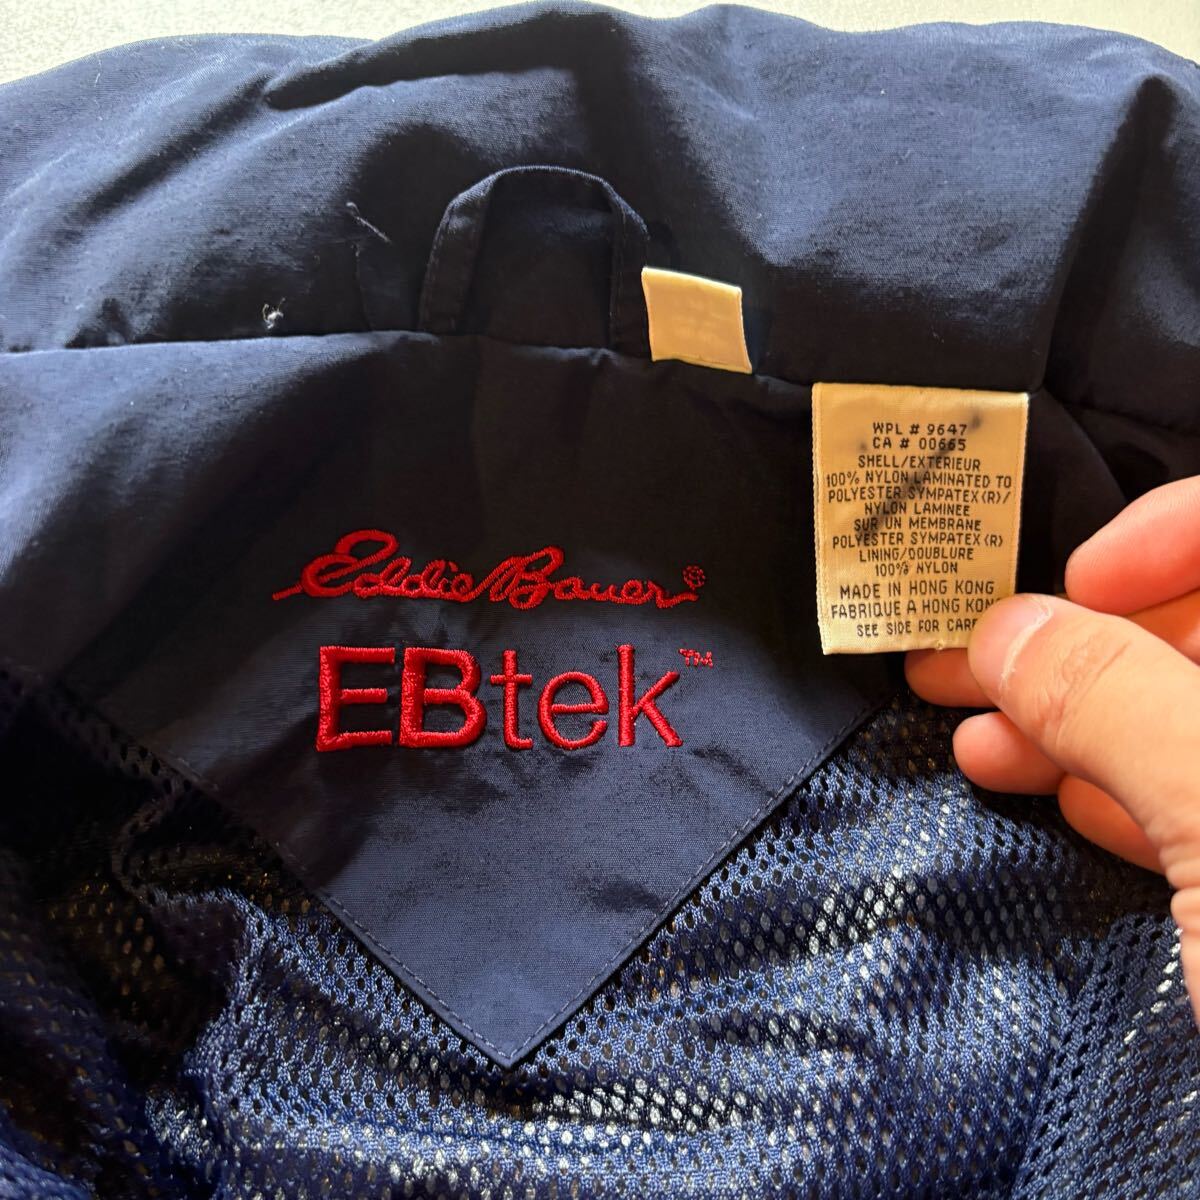 Eddie Bauer®
EBtek™
WPL # 9647
CA # 00665
SHELL/EXTERIEUR
100% NYLON LAMINATED TO
POLYESTER SYMPATEX(R)/
NYLON LAMINEE
SUR UN MEMBRANE
POLYESTER SYMPATEX(R)
LINING/DOUBLURE
100% NYLON
MADE IN HONG KONG
FABRIQUE A HONG KON
SEE SIDE FOR CARE